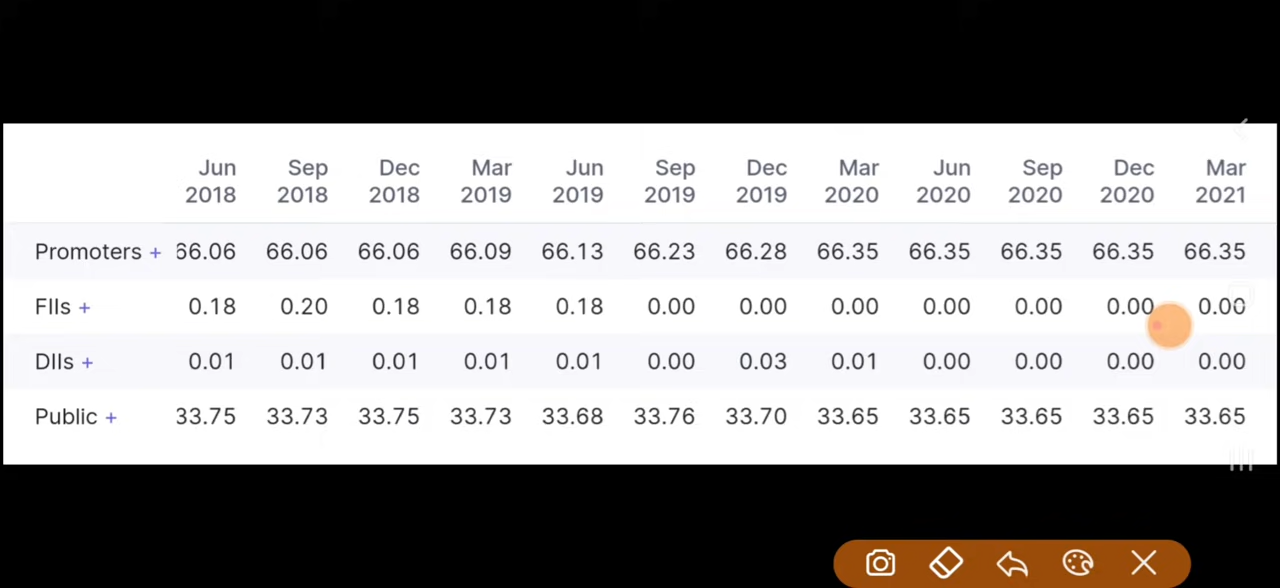 Jun Sep Dec Mar Jun Sep Dec Mar Jun Sep Dec Mar
2018 2018 2018 2019 2019 2019 2019 2020 2020 2020 2020 2021
Promoters + 66.06 66.06 66.06 66.09 66.13 66.23 66.28 66.35 66.35 66.35 66.35 66.35
FIIs + 0.18 0.20 0.18 0.18 0.18 0.00 0.00 0.00 0.00 0.00 0.00 0.00
DIIs + 0.01 0.01 0.01 0.01 0.01 0.00 0.03 0.01 0.00 0.00 0.00 0.00
Public + 33.75 33.73 33.75 33.73 33.68 33.76 33.70 33.65 33.65 33.65 33.65 33.65